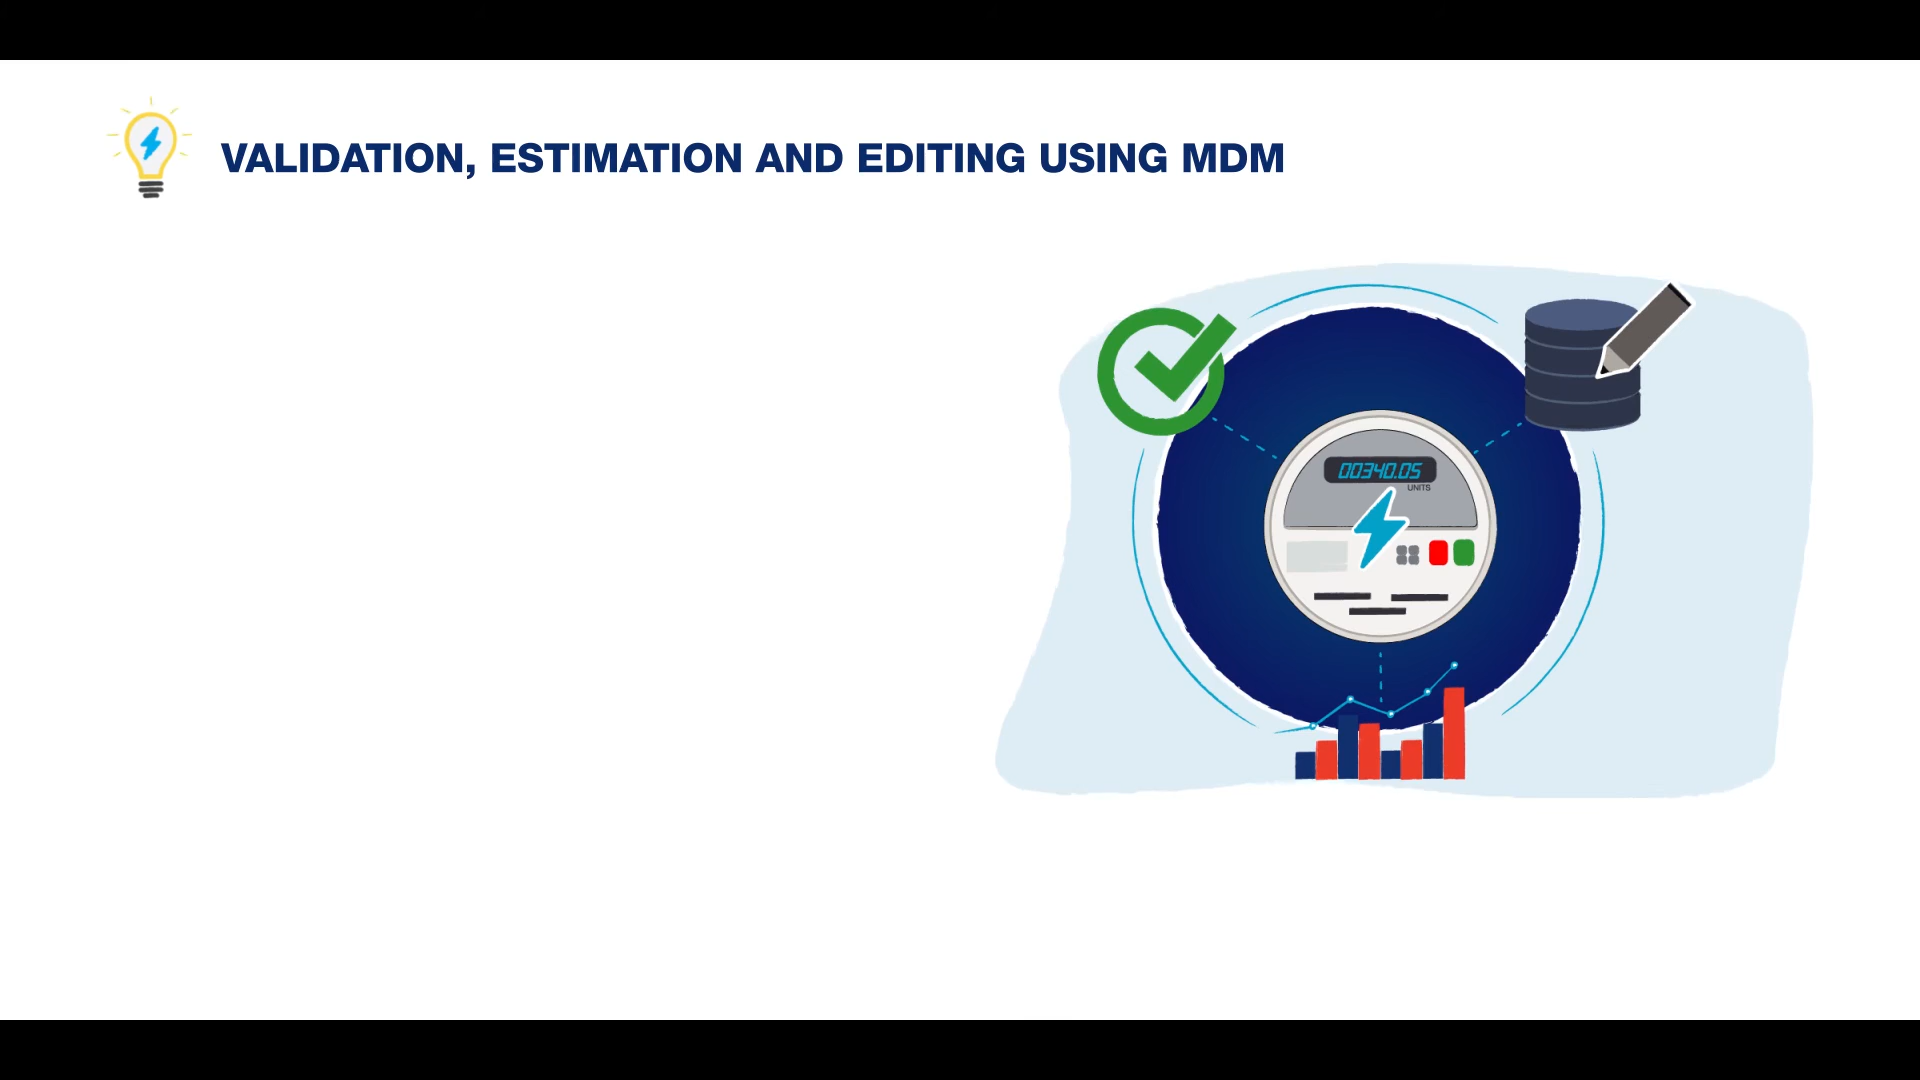 VALIDATION, ESTIMATION AND EDITING USING MDM
00340.05
UNITS